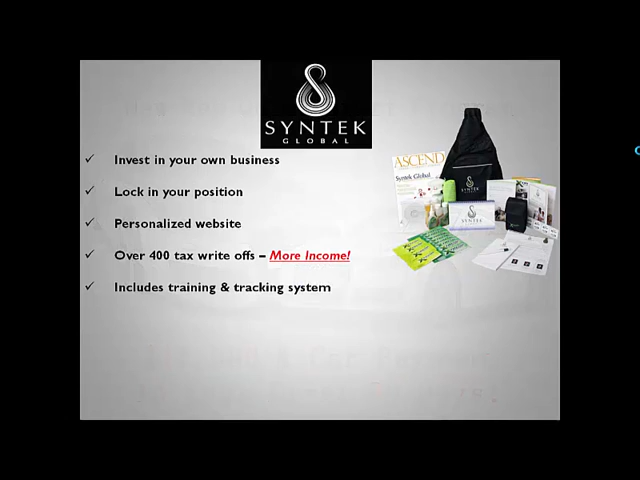 SYNTEK
GLOBAL
Invest in your own business
Lock in your position
Personalized website
Over 400 tax write offs – More Income!
Includes training & tracking system
ASCEND
Syntek Global
SYNTEK